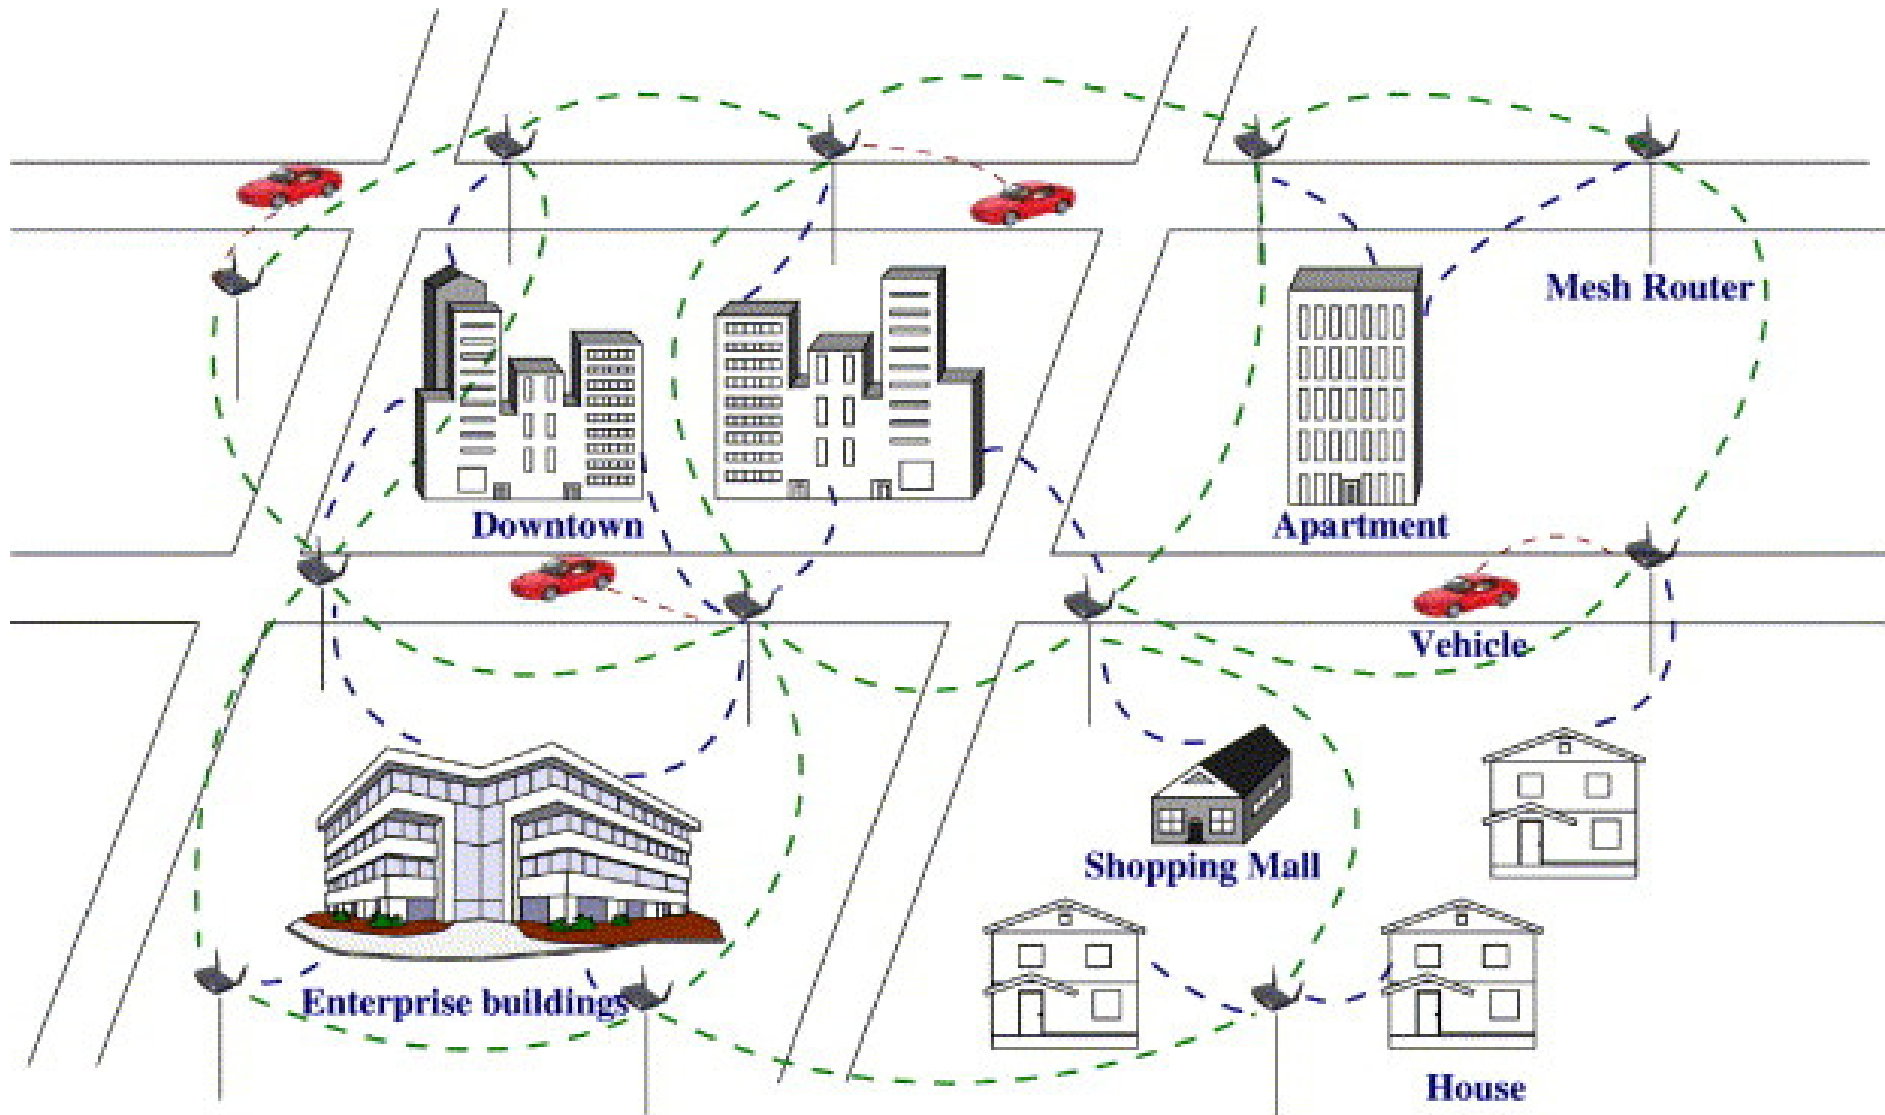 Mesh Router
Downtown
Apartment
Vehicle
Shopping Mall
Enterprise buildings
House